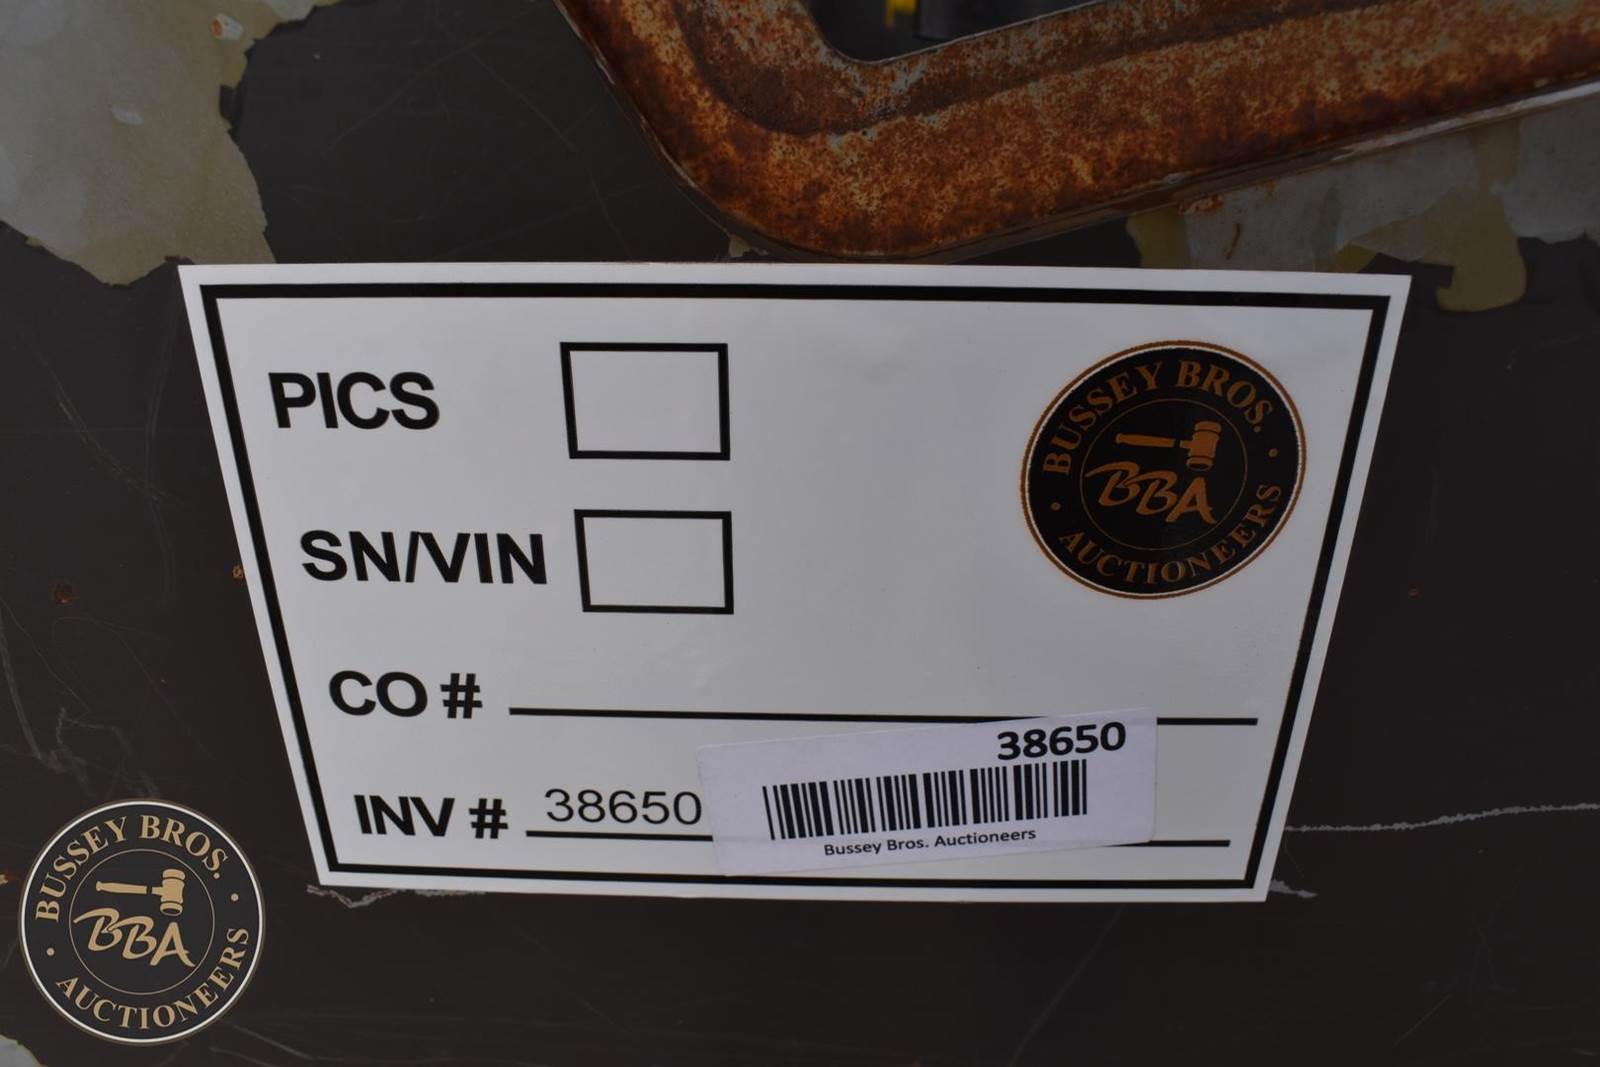 PICS
BUSSEY BROS.
BBA
AUCTIONEERS
SN/VIN
CO #
38650
INV # 38650
Bussey Bros. Auctioneers
BUSSEY BROS.
BBA
AUCTIONEERS